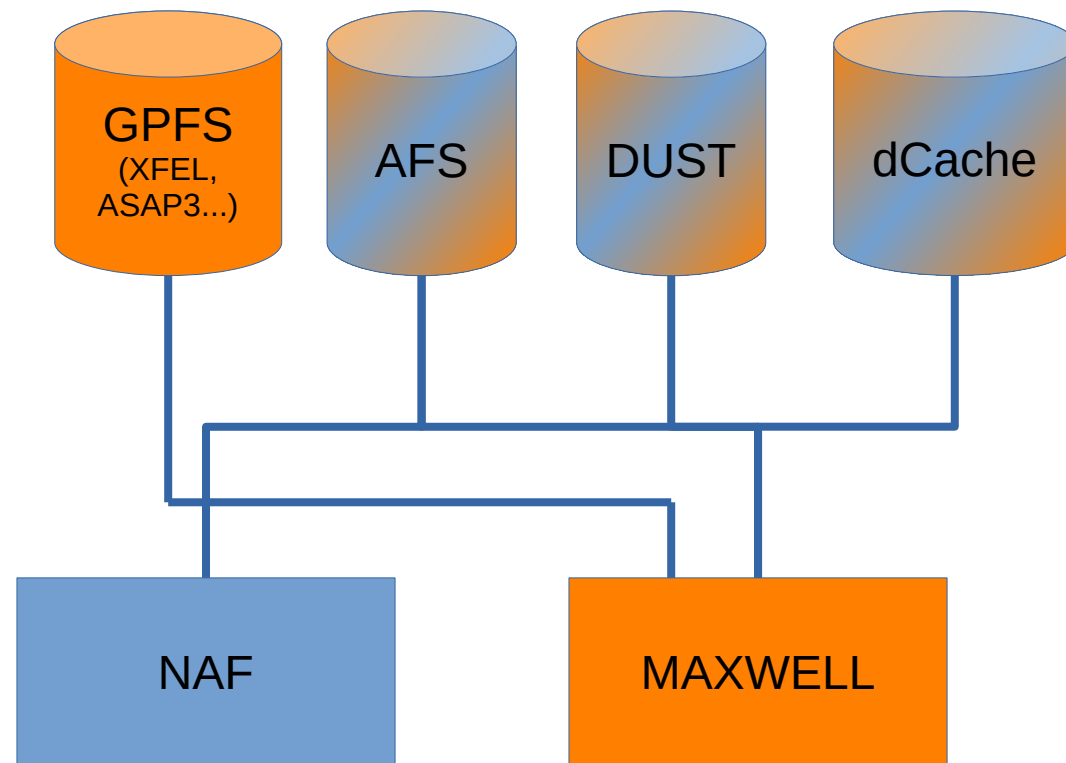 GPFS
(XFEL,
ASAP3...)
AFS
DUST
dCache
NAF
MAXWELL